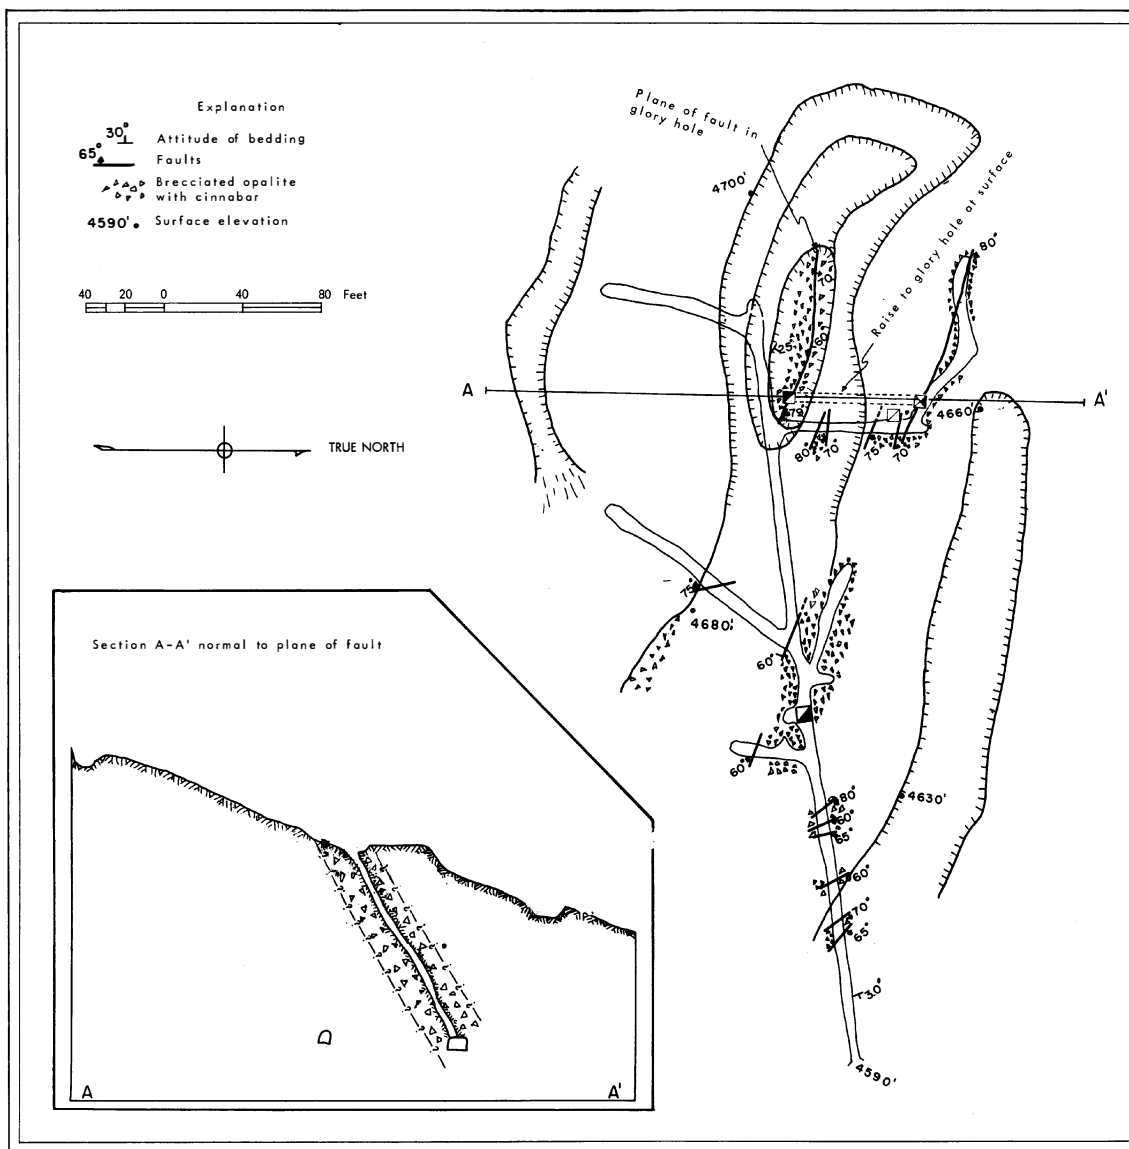 Explanation
30° Attitude of bedding
65° Faults
Brecciated opalite
with cinnabar
4590' Surface elevation
40 20 0 40 80 Feet
TRUE NORTH
Plane of fault in
glory hole
4700'
Raise to glory hole at surface
80°
70
60
25
A
A'
79
4660'
80°
70°
75
70°
75
4680'
60°
60°
80°
60°
65°
4630'
60°
70°
65°
30°
4590'
Section A-A' normal to plane of fault
A
A'